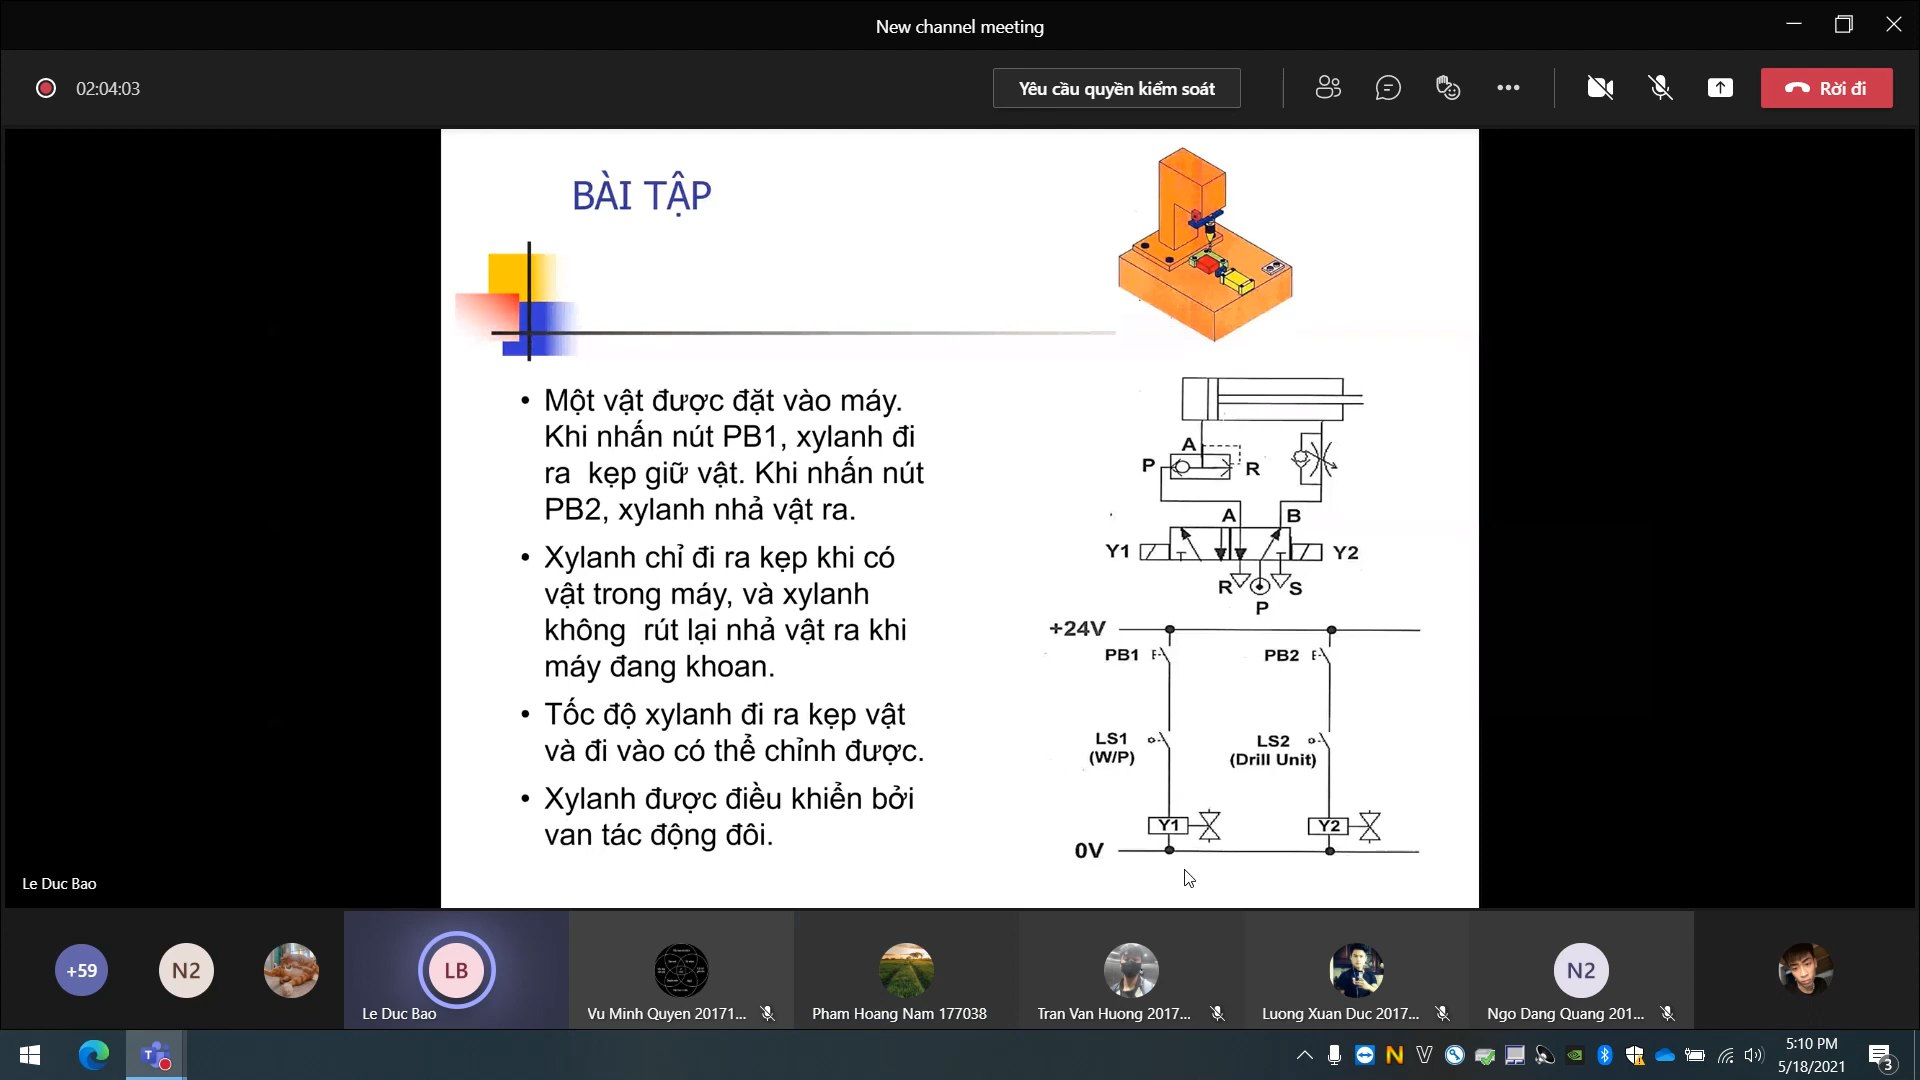 New channel meeting
02:04:03
Yêu cầu quyền kiểm soát
Rời đi
BÀI TẬP
• Một vật được đặt vào máy.
Khi nhấn nút PB1, xylanh đi
ra kẹp giữ vật. Khi nhấn nút
PB2, xylanh nhả vật ra.
• Xylanh chỉ đi ra kẹp khi có
vật trong máy, và xylanh
không rút lại nhả vật ra khi
máy đang khoan.
• Tốc độ xylanh đi ra kẹp vật
và đi vào có thể chỉnh được.
• Xylanh được điều khiển bởi
van tác động đôi.
A
P R
A B
Y1 Y2
R S
P
+24V
PB1 PB2
LS1 LS2
(W/P) (Drill Unit)
Y1 Y2
0V
Le Duc Bao
+59
N2
LB
N2
Le Duc Bao
Vu Minh Quyen 20171...
Pham Hoang Nam 177038
Tran Van Huong 2017...
Luong Xuan Duc 2017...
Ngo Dang Quang 201...
5:10 PM
5/18/2021
3